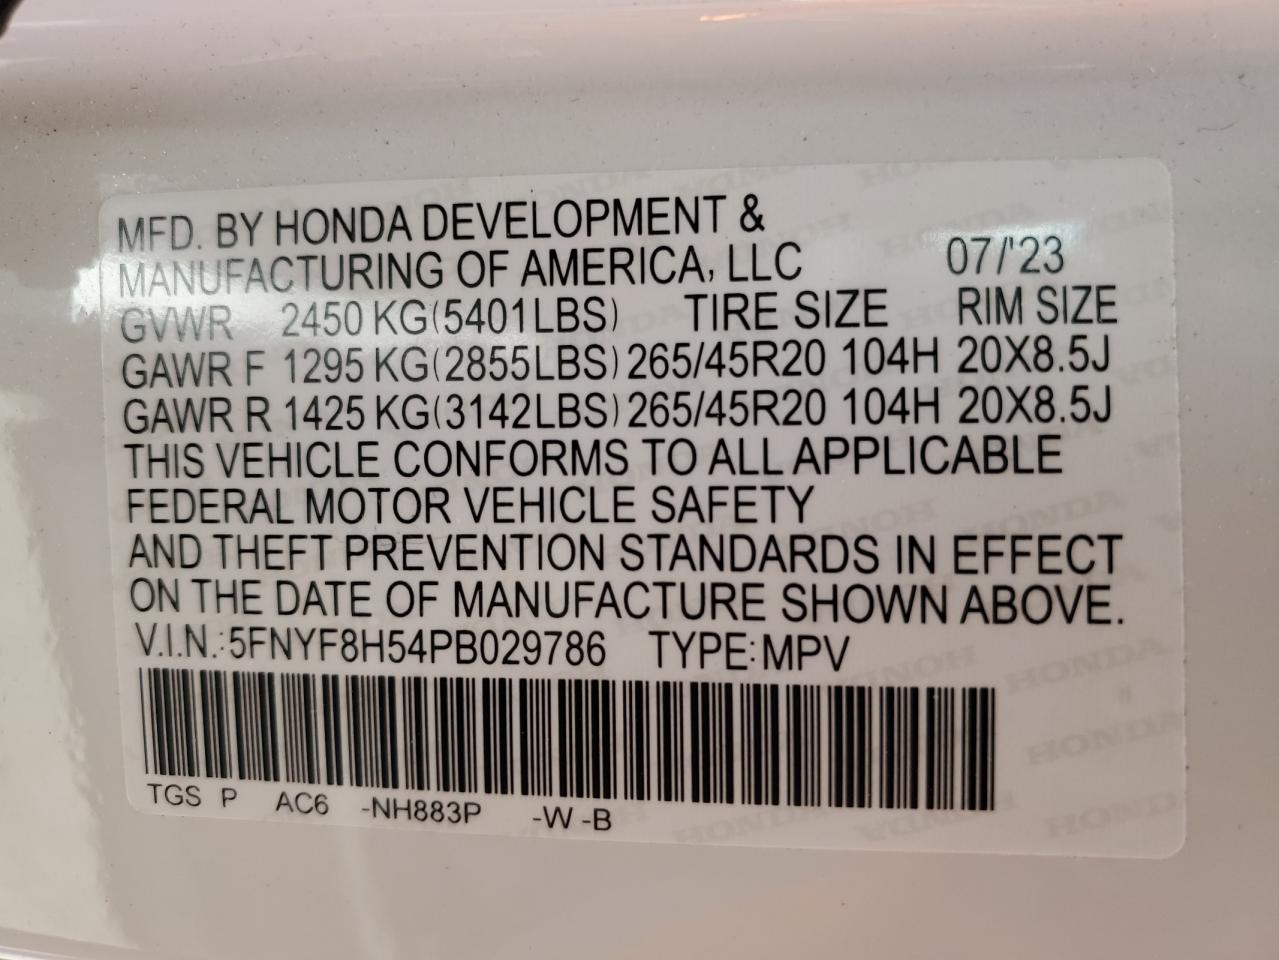 MFD. BY HONDA DEVELOPMENT &
MANUFACTURING OF AMERICA, LLC 07/'23
GVWR 2450 KG(5401LBS) TIRE SIZE RIM SIZE
GAWR F 1295 KG(2855LBS) 265/45R20 104H 20X8.5J
GAWR R 1425 KG(3142LBS) 265/45R20 104H 20X8.5J
THIS VEHICLE CONFORMS TO ALL APPLICABLE
FEDERAL MOTOR VEHICLE SAFETY
AND THEFT PREVENTION STANDARDS IN EFFECT
ON THE DATE OF MANUFACTURE SHOWN ABOVE.
V.I.N.:5FNYF8H54PB029786 TYPE:MPV
TGS P AC6 -NH883P -W -B